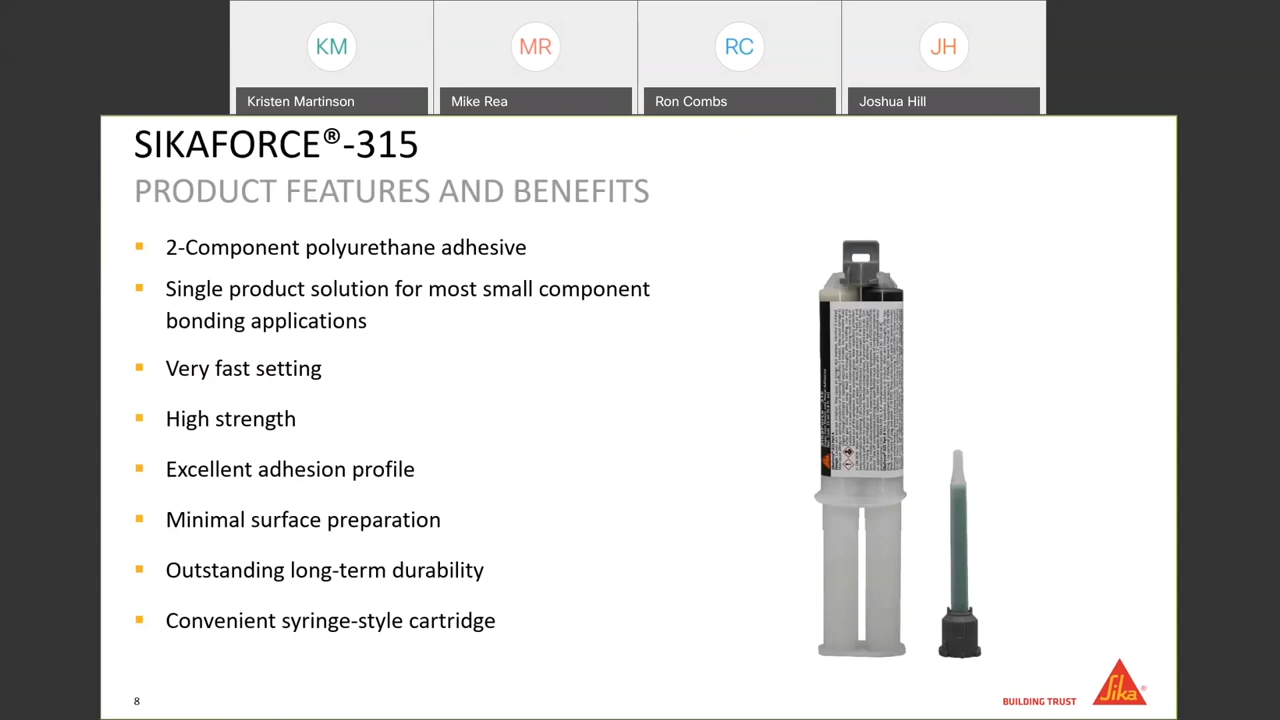 KM
MR
RC
JH
Kristen Martinson
Mike Rea
Ron Combs
Joshua Hill
SIKAFORCE®-315
PRODUCT FEATURES AND BENEFITS
2-Component polyurethane adhesive
Single product solution for most small component
bonding applications
Very fast setting
High strength
Excellent adhesion profile
Minimal surface preparation
Outstanding long-term durability
Convenient syringe-style cartridge
8
BUILDING TRUST
Sika®